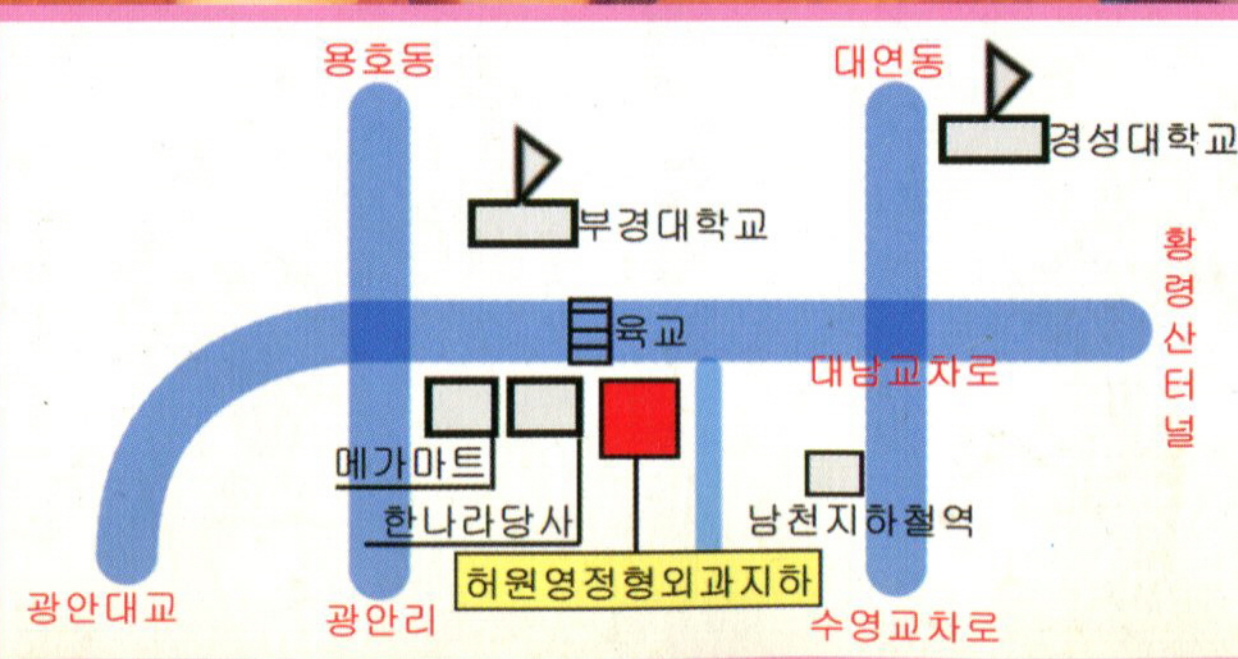 용호동
대연동
경성대학교
부경대학교
황령산터널
육교
대남교차로
메가마트
한나라당사
남천지하철역
허원영정형외과지하
광안대교
광안리
수영교차로